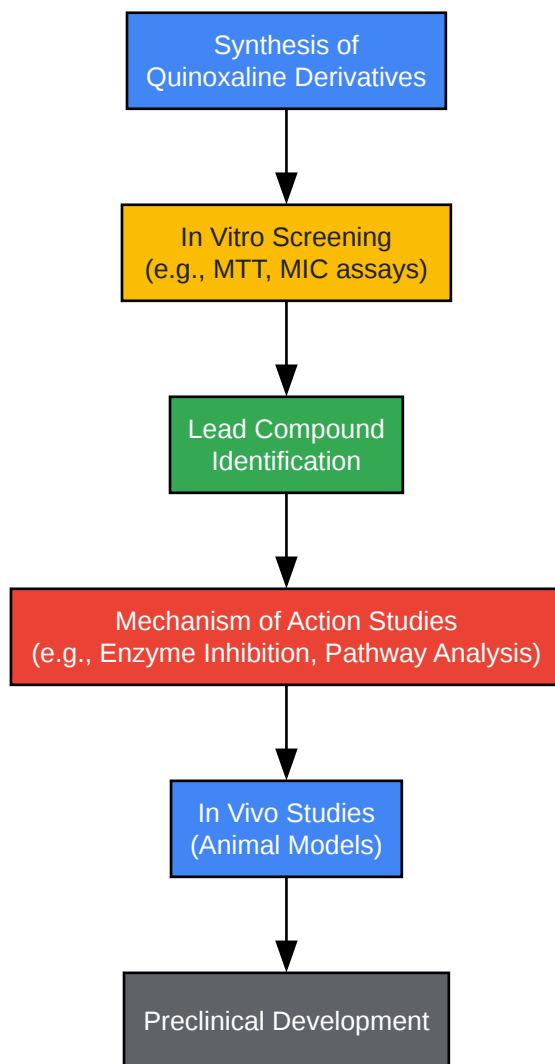 Synthesis of
Quinoxaline Derivatives
In Vitro Screening
(e.g., MTT, MIC assays)
Lead Compound
Identification
Mechanism of Action Studies
(e.g., Enzyme Inhibition, Pathway Analysis)
In Vivo Studies
(Animal Models)
Preclinical Development